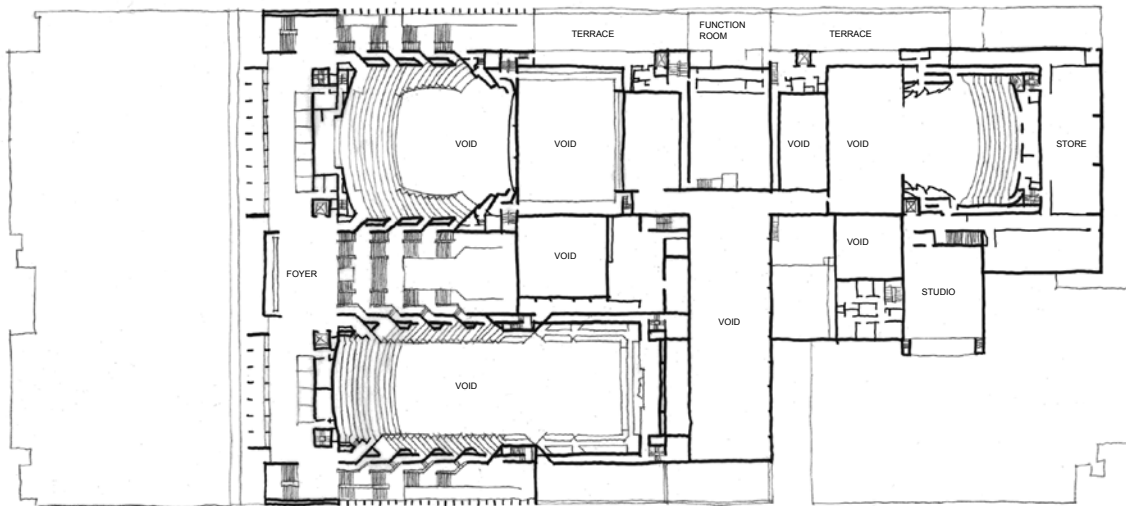 TERRACE
FUNCTION
ROOM
TERRACE
VOID
VOID
VOID
VOID
STORE
FOYER
VOID
VOID
STUDIO
VOID
VOID